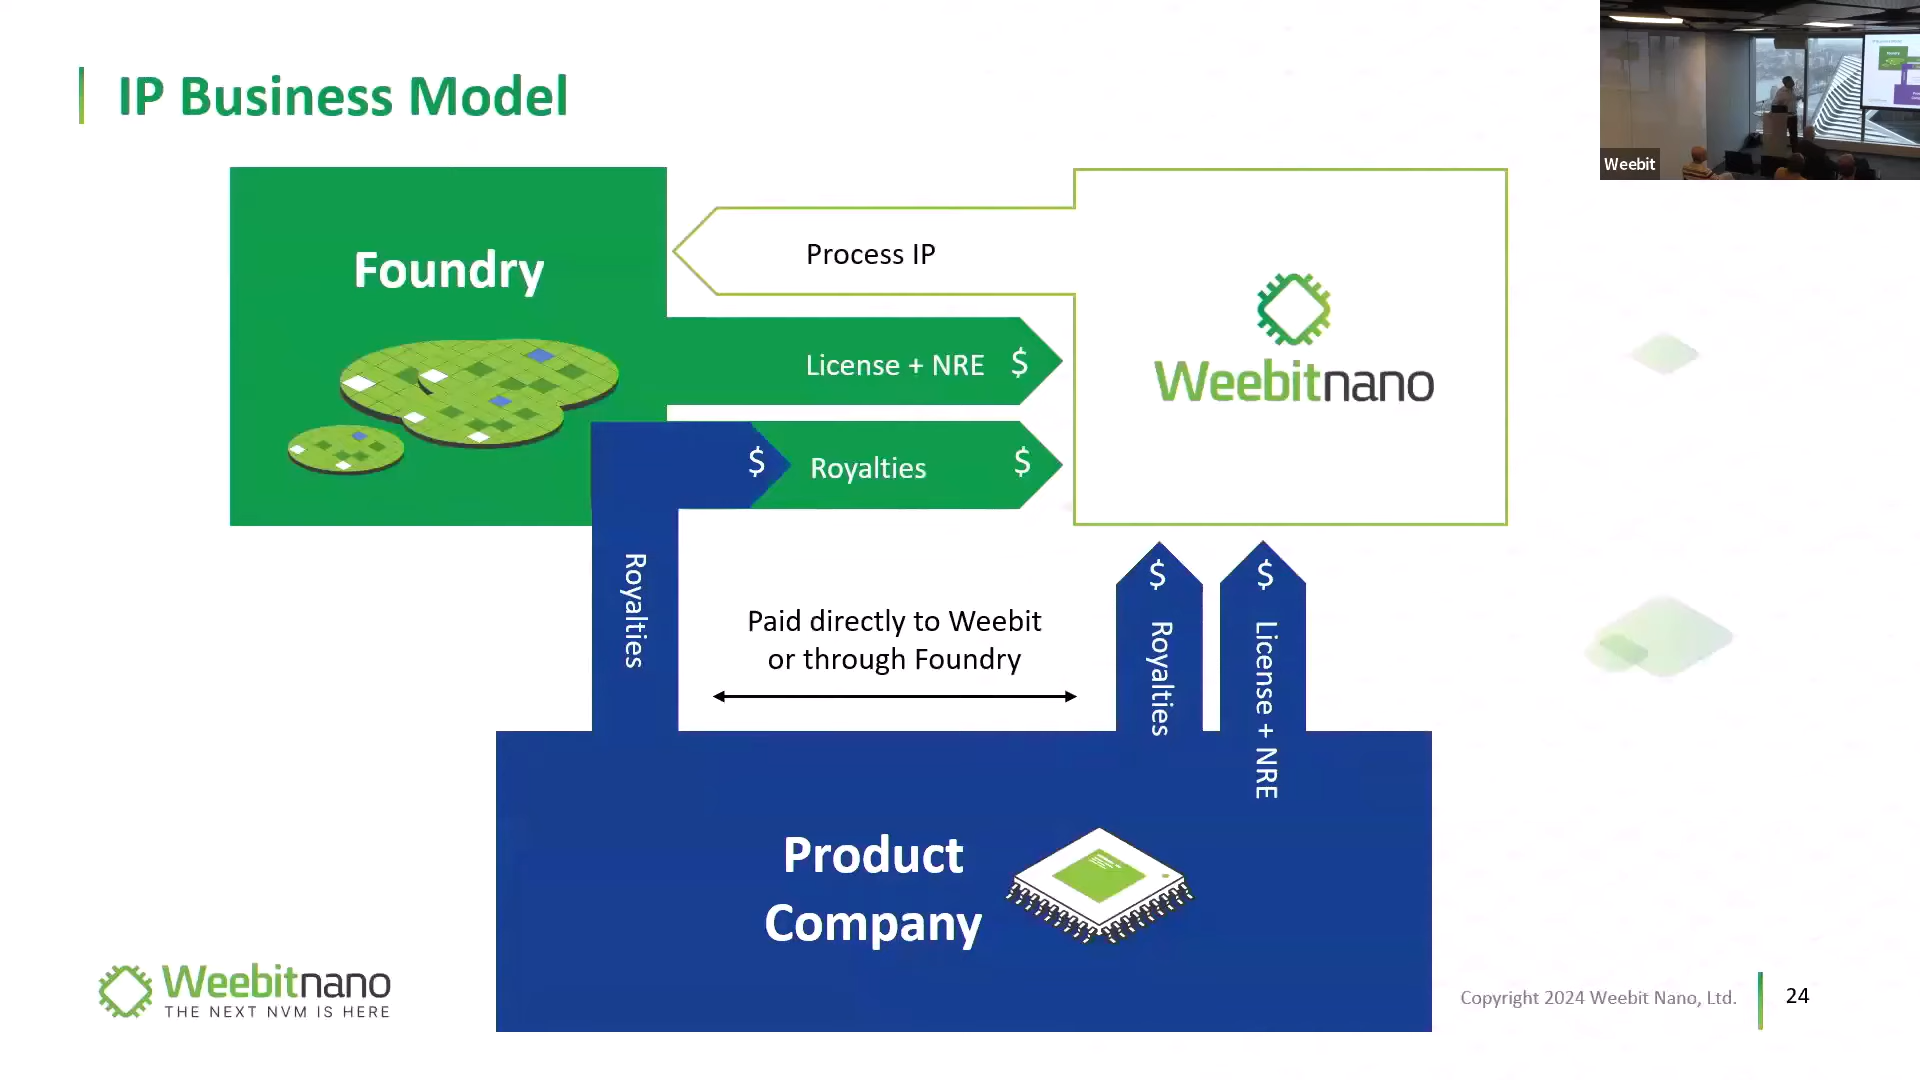 IP Business Model
Weebit
Foundry
Process IP
License + NRE $
$ Royalties $
Weebitnano
Royalties
Paid directly to Weebit
or through Foundry
$ Royalties
$ License + NRE
Product
Company
Weebitnano
THE NEXT NVM IS HERE
Copyright 2024 Weebit Nano, Ltd.
24